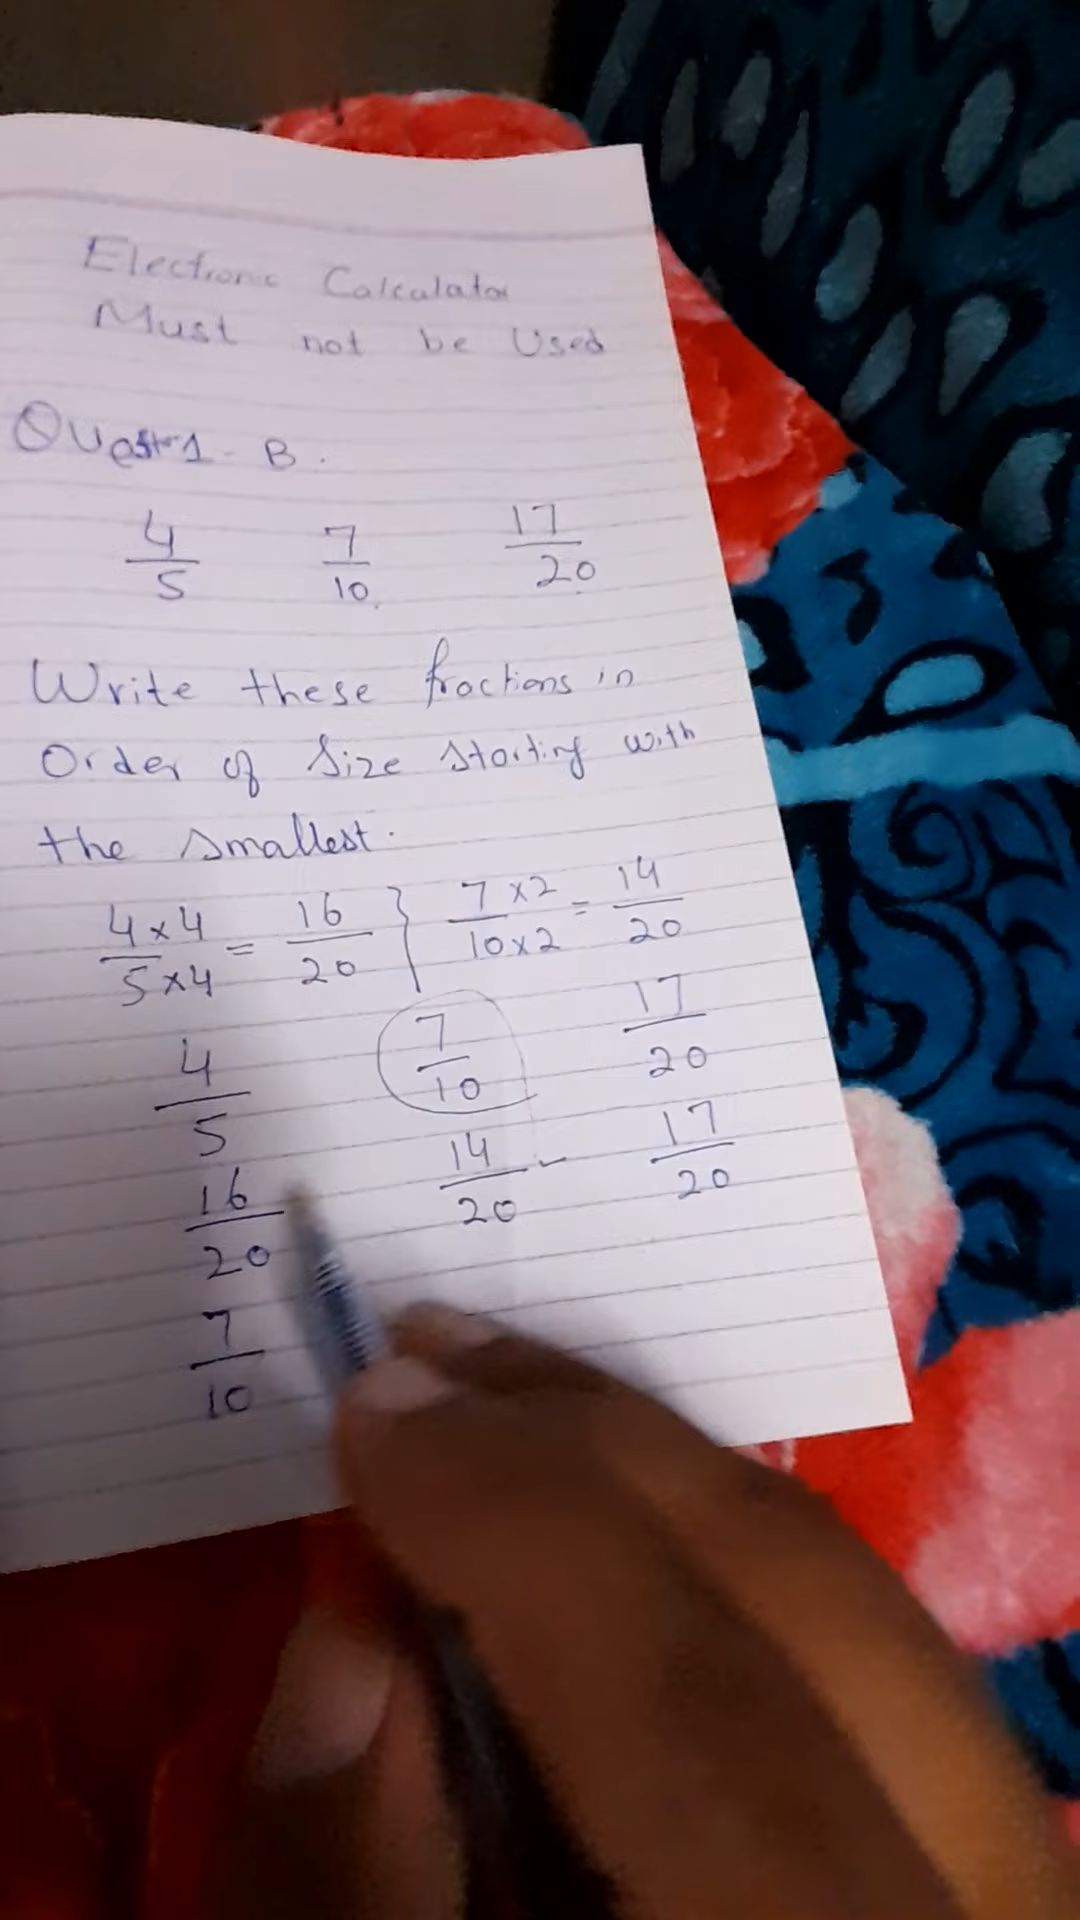 Electronic Calculator
Must not be Used
Quest-1- B.
4/5 7/10 17/20
Write these fractions in
Order of Size starting with
the smallest.
4×4/5×4 = 16/20 } 7×2/10×2 = 14/20
4/5 7/10 17/20
16/20 14/20 17/20
7/10